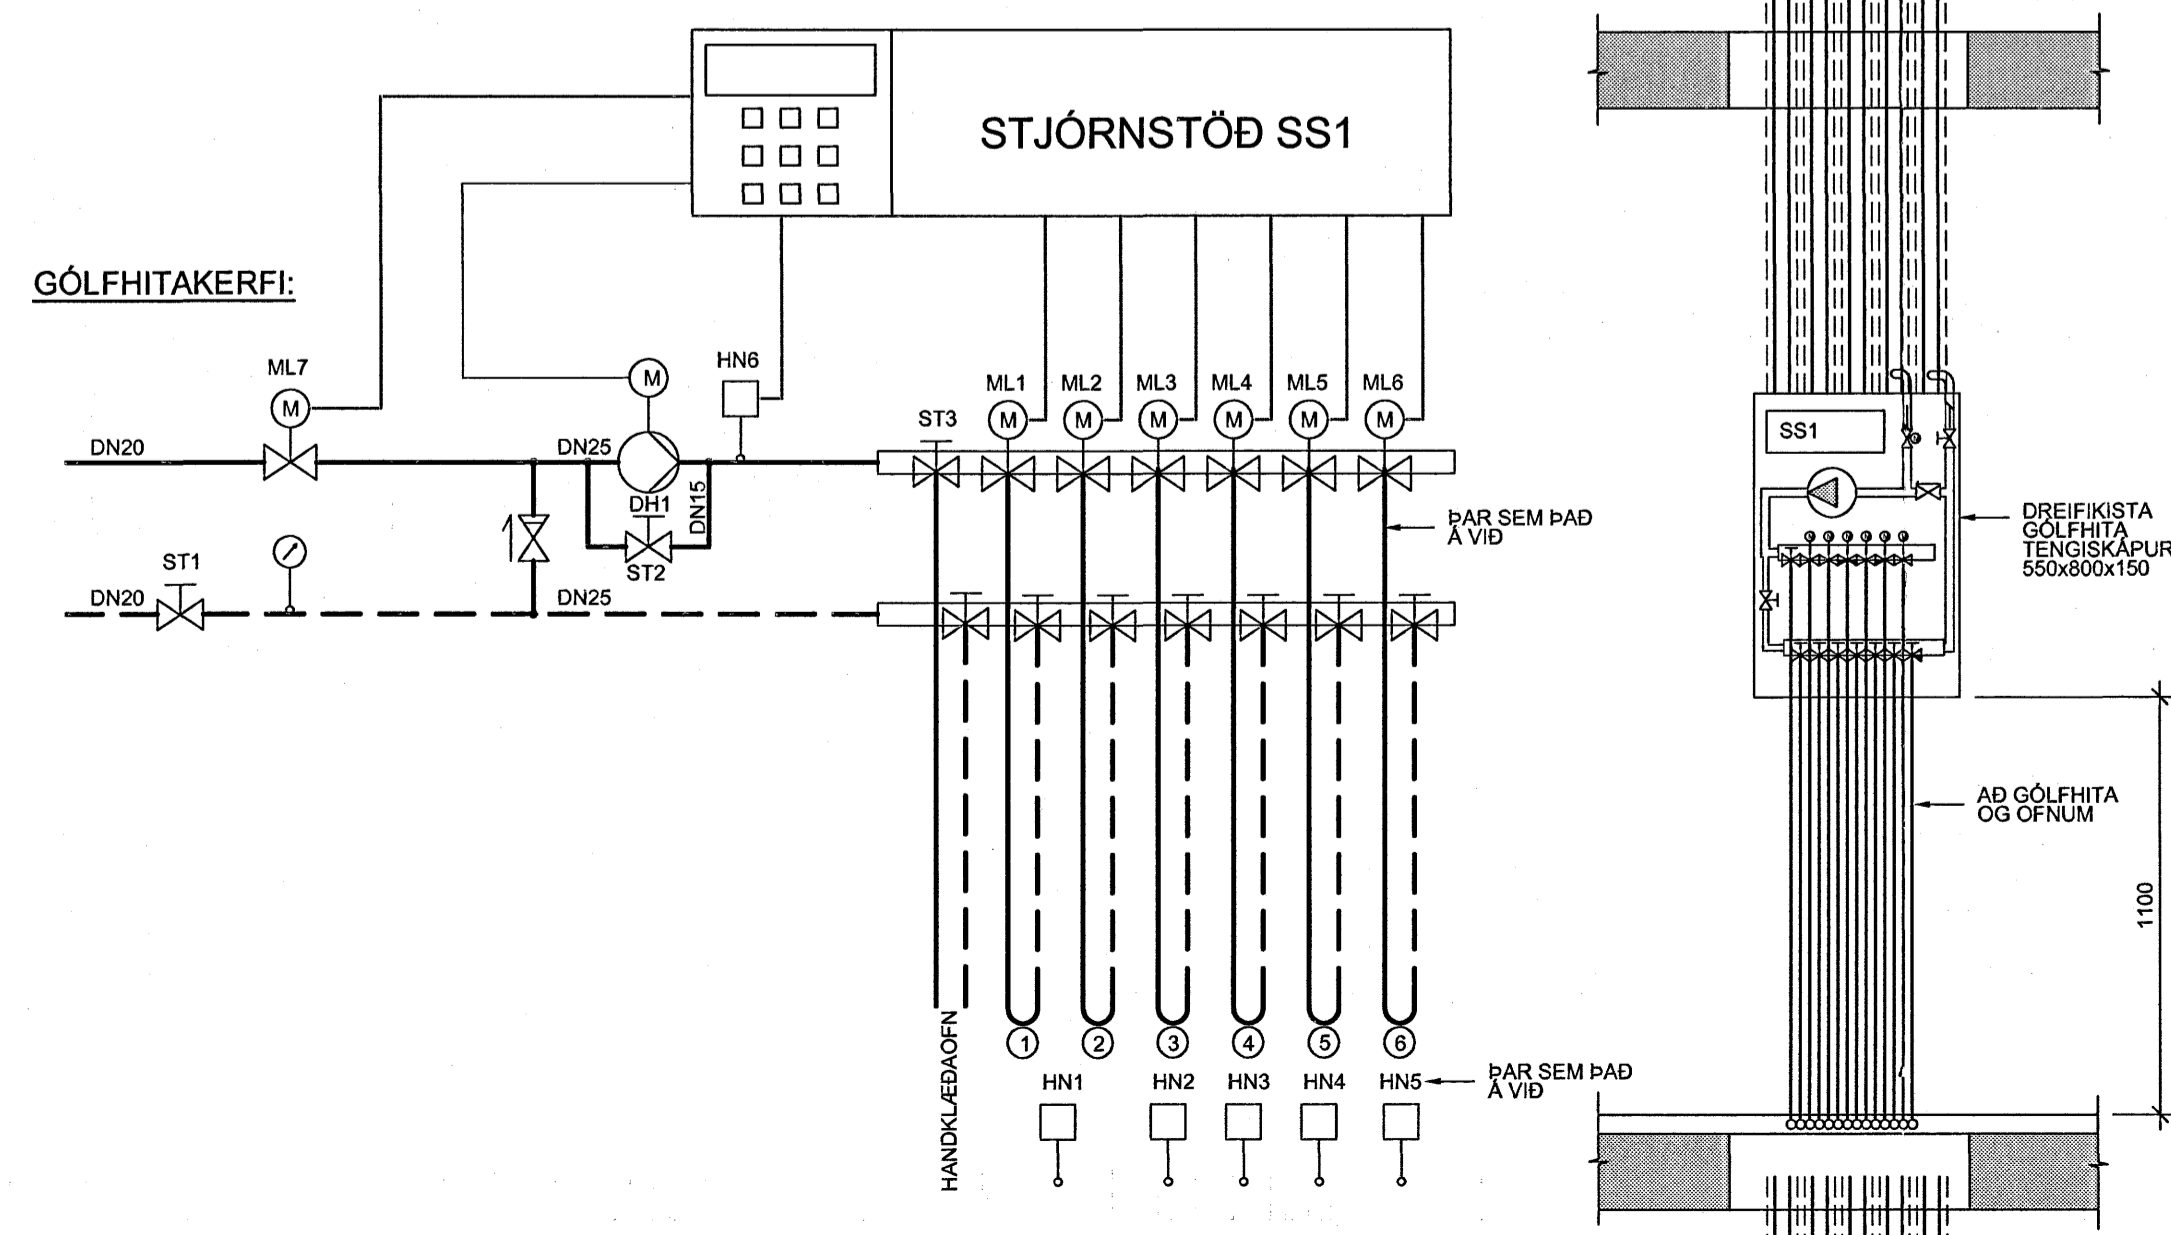 STJÓRNSTÖÐ SS1
GÓLFHITAKERFI:
ML7
M
M
HN6
ML1
ML2
ML3
ML4
ML5
ML6
M
M
M
M
M
M
ST3
DN20
DN25
DH1
DN15
ST2
ST1
DN20
DN25
ÞAR SEM ÞAÐ
Á VIÐ
HANDKLÆÐAOFN
1
2
3
4
5
6
HN1
HN2
HN3
HN4
HN5
ÞAR SEM ÞAÐ
Á VIÐ
SS1
DREIFIKISTA
GÓLFHITA
TENGISKÁPUR
550x800x150
AÐ GÓLFHITA
OG OFNUM
1100